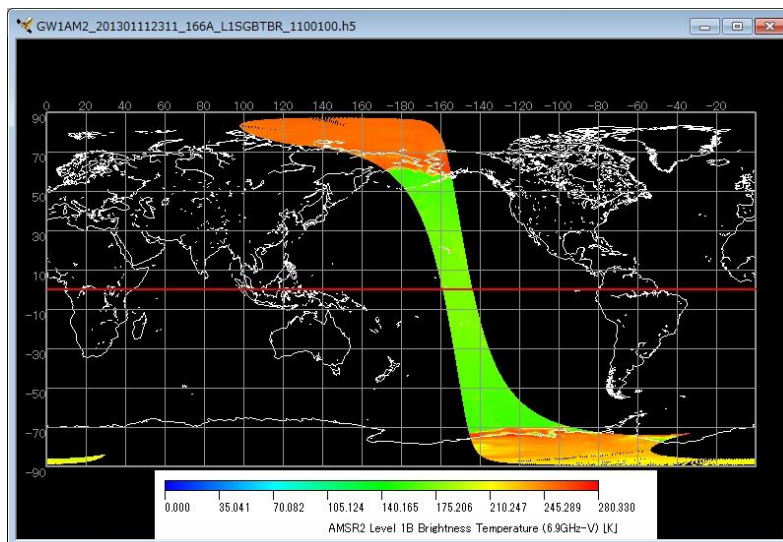 GW1AM2_201301112311_166A_L1SGBTBR_1100100.h5
0 20 40 60 80 100 120 140 160 180 -160 -140 -120 -100 -80 -60 -40 -20
90
70
50
30
10
-10
-30
-50
-70
-90
0.000 35.041 70.082 105.124 140.165 175.206 210.247 245.289 280.330
AMSR2 Level 1B Brightness Temperature (6.9GHz-V) [K]